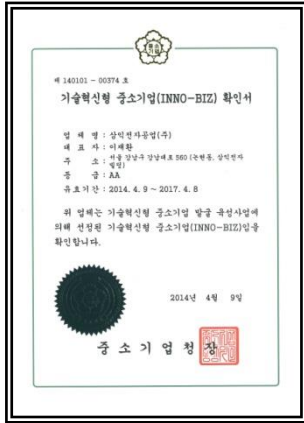 제 140101 - 00374 호
기술혁신형 중소기업(INNO-BIZ) 확인서
업 체 명 : 삼익전자공업(주)
대 표 자 : 이재환
주 소 : 서울 강남구 강남대로 560 (논현동, 삼익전자
빌딩)
등 급 : AA
유효기간 : 2014. 4. 9 ~ 2017. 4. 8
위 업체는 기술혁신형 중소기업 발굴 육성사업에
의해 선정된 기술혁신형 중소기업(INNO-BIZ)임을
확인합니다.
2014년 4월 9일
중소기업청장